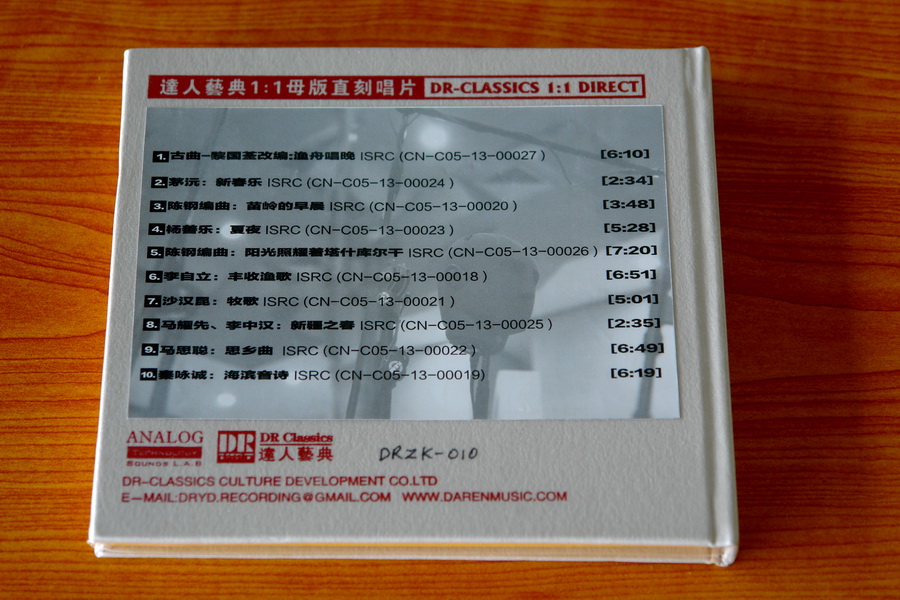 達人藝典1:1母版直刻唱片 DR-CLASSICS 1:1 DIRECT
1. 古曲-黎国荃改编:渔舟唱晚 ISRC (CN-C05-13-00027 ) [6:10]
2. 茅沅：新春乐 ISRC (CN-C05-13-00024 ) [2:34]
3. 陈钢编曲：苗岭的早晨 ISRC (CN-C05-13-00020 ) [3:48]
4. 杨善乐：夏夜 ISRC (CN-C05-13-00023 ) [5:28]
5. 陈钢编曲：阳光照耀着塔什库尔干 ISRC (CN-C05-13-00026 ) [7:20]
6. 李自立：丰收渔歌 ISRC (CN-C05-13-00018 ) [6:51]
7. 沙汉昆：牧歌 ISRC (CN-C05-13-00021 ) [5:01]
8. 马耀先、李中汉：新疆之春 ISRC (CN-C05-13-00025 ) [2:35]
9. 马思聪：思乡曲 ISRC (CN-C05-13-00022 ) [6:49]
10. 秦咏诚：海滨音诗 ISRC (CN-C05-13-00019) [6:19]
ANALOG
TECHNOLOGY
SOUNDS L.A.B
DR DR Classics
達人藝典
DRZK-010
DR-CLASSICS CULTURE DEVELOPMENT CO.LTD
E-MAIL:DRYD.RECORDING@GMAIL.COM WWW.DARENMUSIC.COM